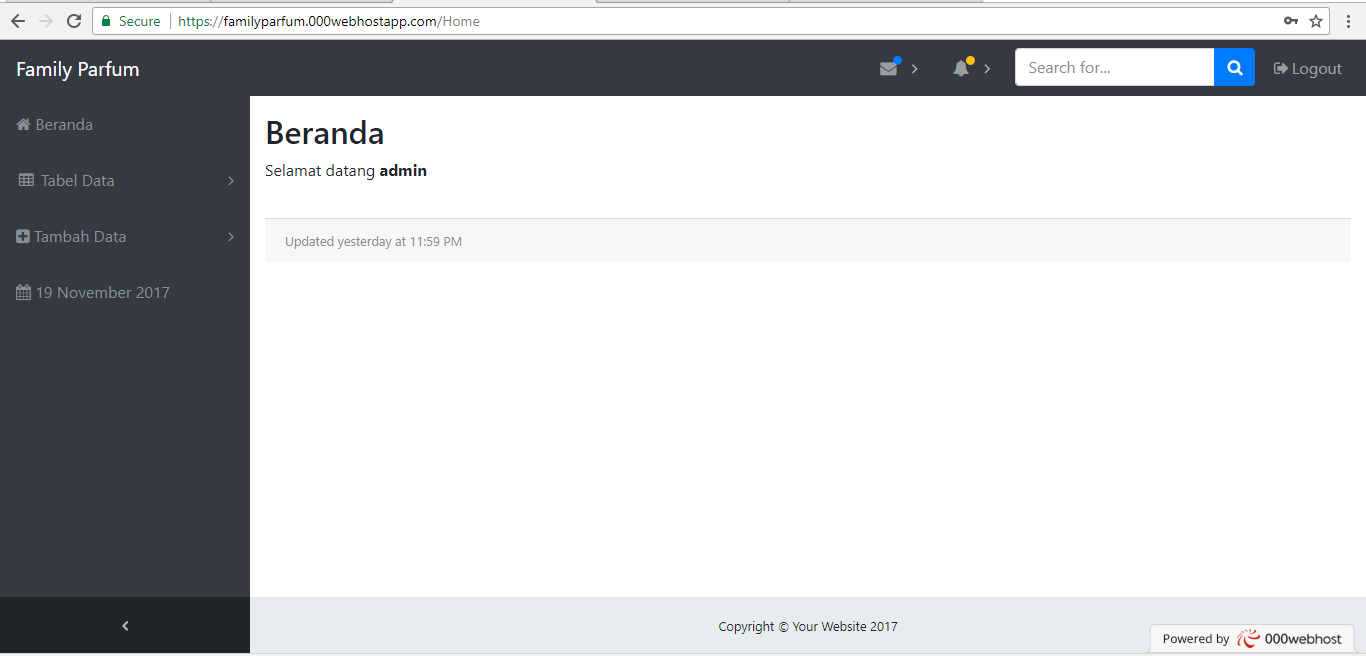 Secure https://familyparfum.000webhostapp.com/Home
Family Parfum
Search for...
Logout
Beranda
Tabel Data
Tambah Data
19 November 2017
Beranda
Selamat datang admin
Updated yesterday at 11:59 PM
Copyright © Your Website 2017
Powered by 000webhost